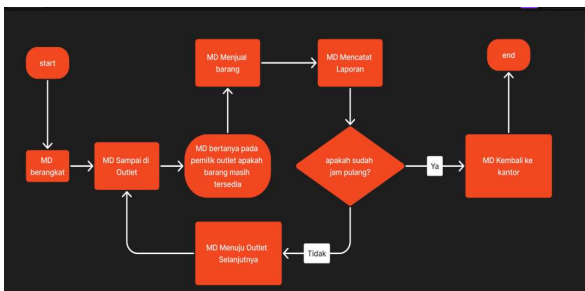 start
MD
berangkat
MD Sampai di
Outlet
MD bertanya pada
pemilik outlet apakah
barang masih
tersedia
MD Menjual
barang
MD Mencatat
Laporan
apakah sudah
jam pulang?
Ya
MD Kembali ke
kantor
end
Tidak
MD Menuju Outlet
Selanjutnya